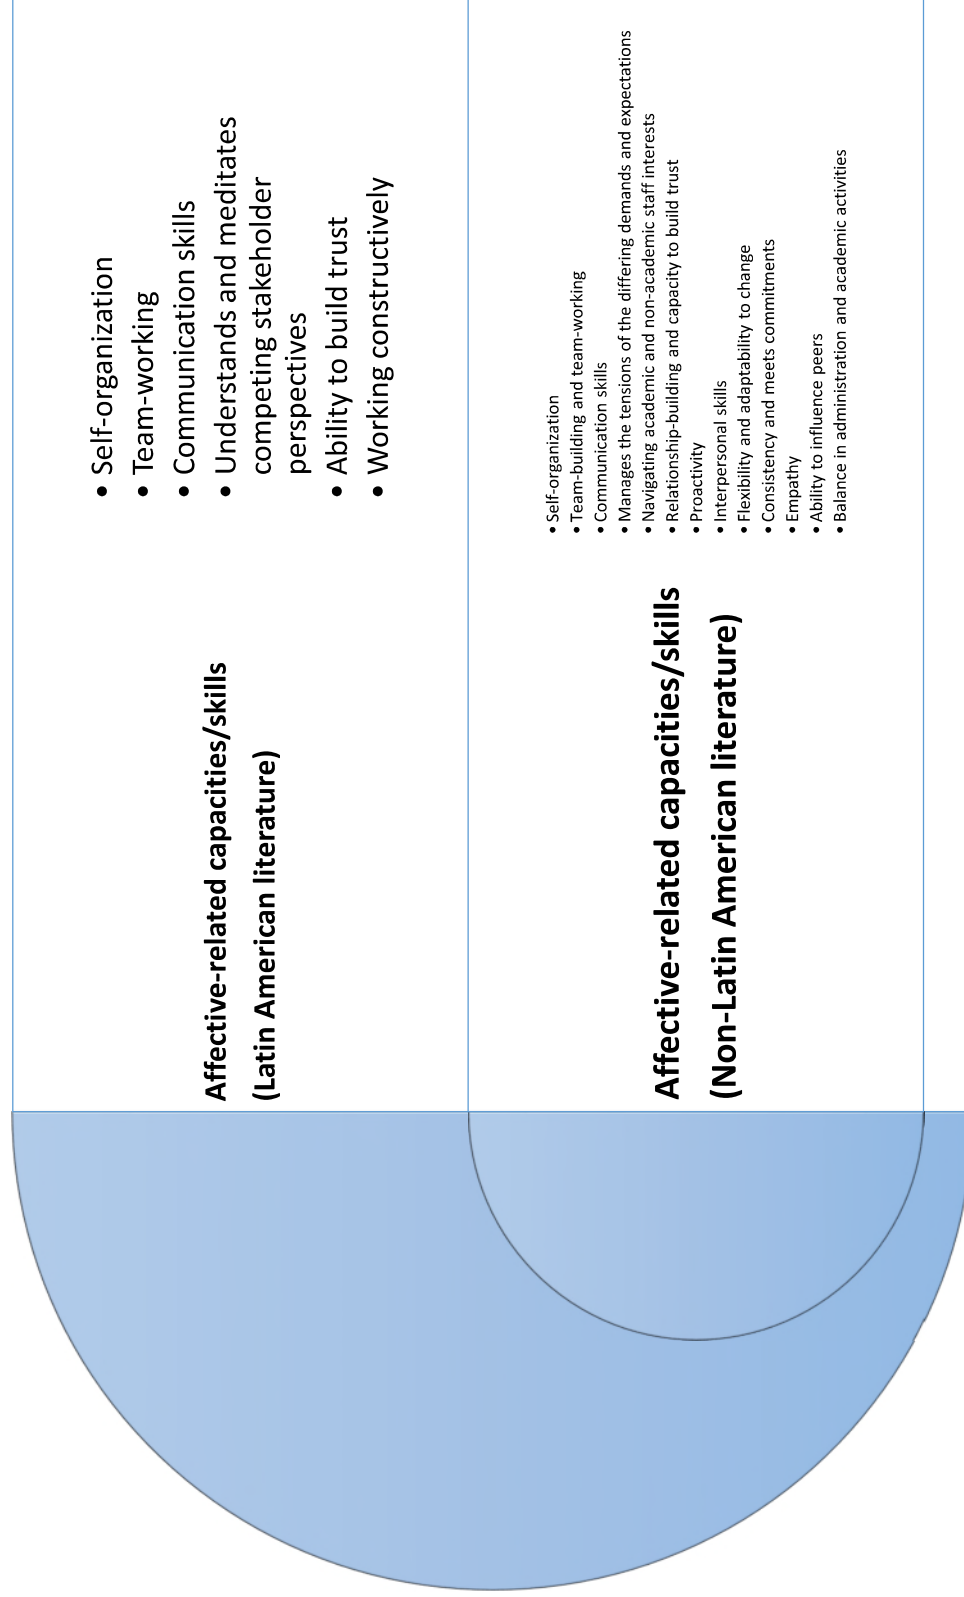 Affective-related capacities/skills
(Latin American literature)
• Self-organization
• Team-working
• Communication skills
• Understands and meditates
competing stakeholder
perspectives
• Ability to build trust
• Working constructively
Affective-related capacities/skills
(Non-Latin American literature)
• Self-organization
• Team-building and team-working
• Communication skills
• Manages the tensions of the differing demands and expectations
• Navigating academic and non-academic staff interests
• Relationship-building and capacity to build trust
• Proactivity
• Interpersonal skills
• Flexibility and adaptability to change
• Consistency and meets commitments
• Empathy
• Ability to influence peers
• Balance in administration and academic activities